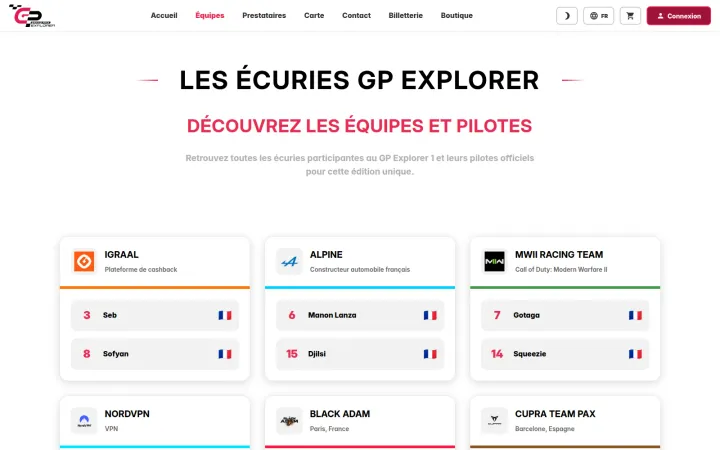 GP EXPLORER
Accueil
Équipes
Prestataires
Carte
Contact
Billetterie
Boutique
FR
Connexion
LES ÉCURIES GP EXPLORER
DÉCOUVREZ LES ÉQUIPES ET PILOTES
Retrouvez toutes les écuries participantes au GP Explorer 1 et leurs pilotes officiels
pour cette édition unique.
IGRAAL
Plateforme de cashback
3 Seb
8 Sofyan
ALPINE
Constructeur automobile français
6 Manon Lanza
15 Djilsi
MWII RACING TEAM
Call of Duty: Modern Warfare II
7 Gotaga
14 Squeezie
NORDVPN
VPN
BLACK ADAM
Paris, France
CUPRA TEAM PAX
Barcelone, Espagne